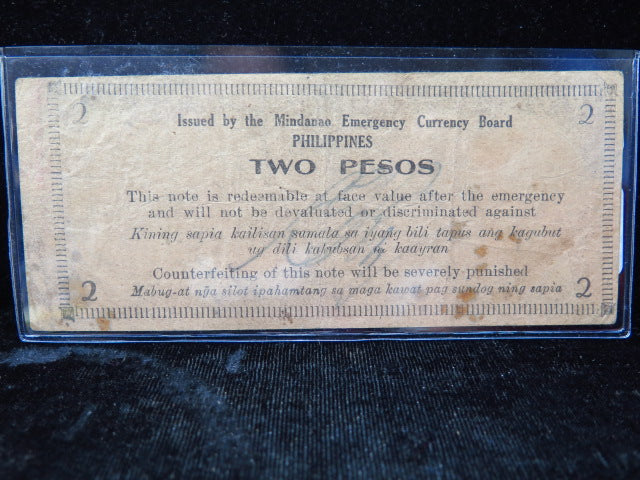 2 2
Issued by the Mindanao Emergency Currency Board
PHILIPPINES
TWO PESOS
This note is redeemable at face value after the emergency
and will not be devaluated or discriminated against
Kining sapia kailisan sumala sa iyang bili tapus ang kagubut
ug dili kakubsan ni kaayran
Counterfeiting of this note will be severely punished
Mabug-at nga silot ipahamtang sa maga kawat pag sundog ning sapia
2 2